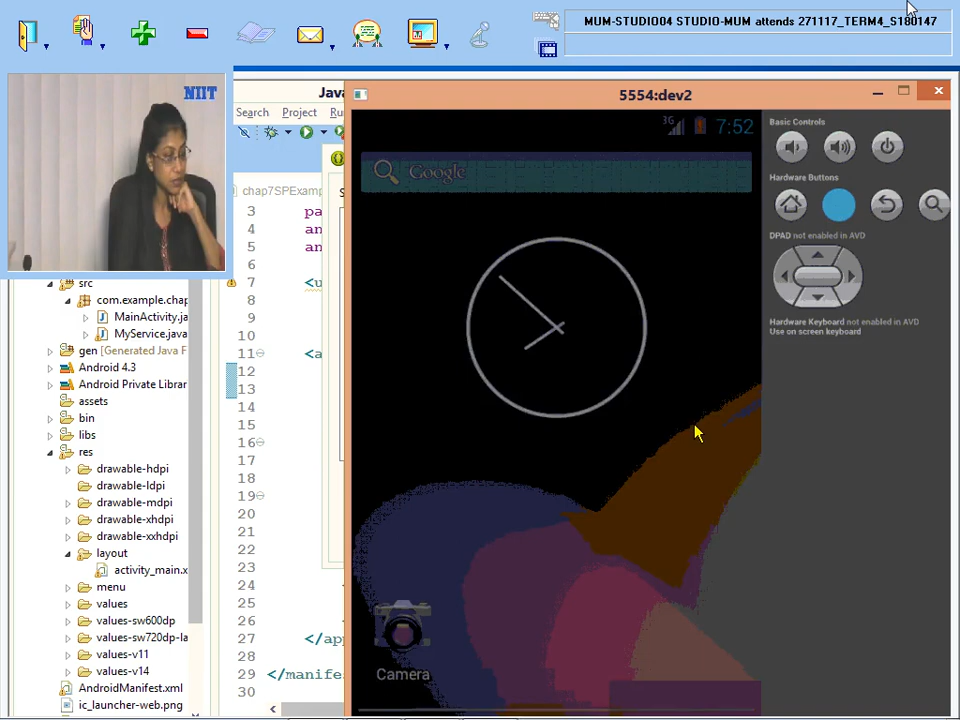 MUM-STUDIO04 STUDIO-MUM attends 271117_TERM4_S180147
NIIT
Java
Search Project Ru
5554:dev2
3G 7:52
Google
Camera
Basic Controls
Hardware Buttons
DPAD not enabled in AVD
Hardware Keyboard not enabled in AVD
Use on screen keyboard
chap7SPExamp
3 pa
4 an
5 an
6
7 <u
8
9
10
11 <a
12
13
14
15
16
17
18
19
20
21
22
23
24
25
26
27 </app
28
29 </manife
30
src
com.example.chap
MainActivity.ja
MyService.java
gen [Generated Java F
Android 4.3
Android Private Librar
assets
bin
libs
res
drawable-hdpi
drawable-ldpi
drawable-mdpi
drawable-xhdpi
drawable-xxhdpi
layout
activity_main.x
menu
values
values-sw600dp
values-sw720dp-la
values-v11
values-v14
AndroidManifest.xml
ic_launcher-web.png